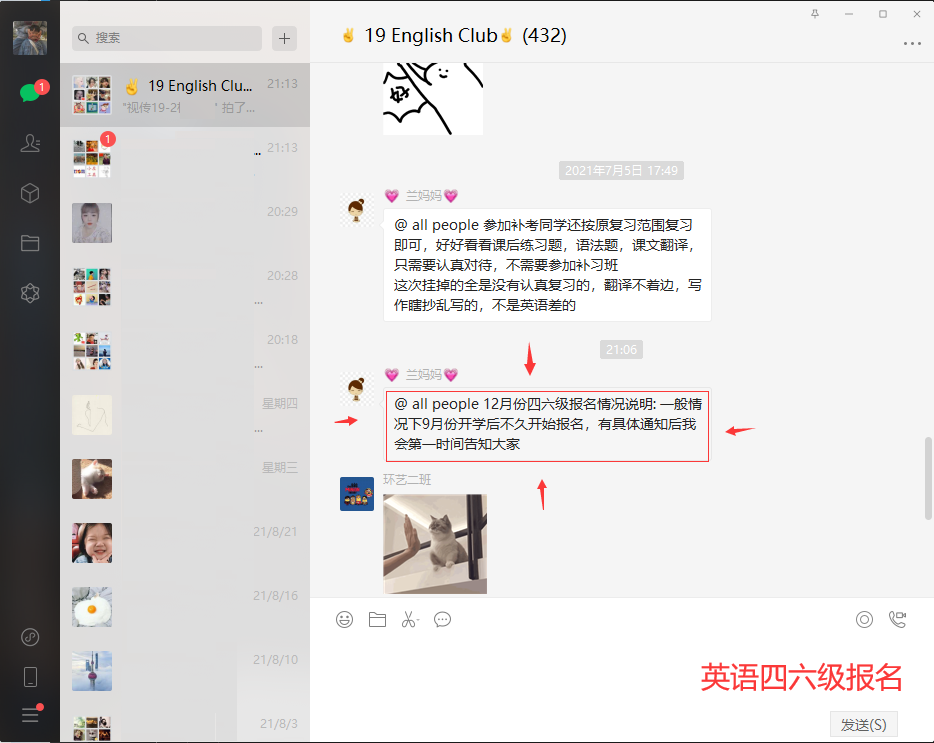 搜索
✌ 19 English Club✌ (432)
1
✌ 19 English Clu...
21:13
"视传19-2
" 拍了...
1
...
21:13
20:29
20:28
...
20:18
...
星期四
...
星期三
21/8/21
21/8/16
21/8/10
21/8/3
好
2021年7月5日 17:49
💗 兰妈妈💗
@ all people 参加补考同学还按原复习范围复习
即可，好好看看课后练习题，语法题，课文翻译，
只需要认真对待，不需要参加补习班
这次挂掉的全是没有认真复习的，翻译不着边，写
作瞎抄乱写的，不是英语差的
21:06
💗 兰妈妈💗
@ all people 12月份四六级报名情况说明: 一般情
况下9月份开学后不久开始报名，有具体通知后我
会第一时间告知大家
环艺二班
英语四六级报名
发送(S)